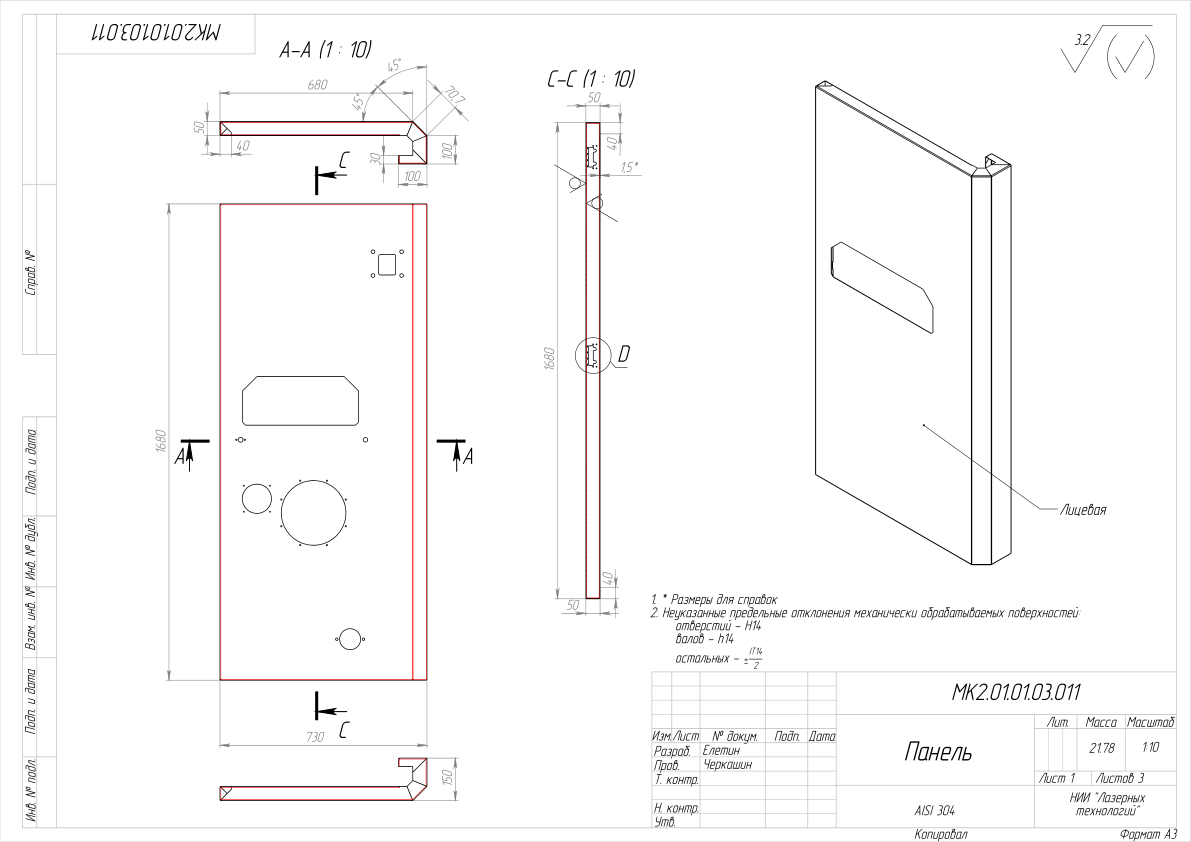 МК2.01.01.03.011
А-А (1 : 10)
680
45°
45°
70,7
50
40
30
100
100
С
С-С (1 : 10)
50
40
1,5*
1680
D
40
50
3.2
1680
А
А
С
730
150
Лицевая
Справ. №
Подп. и дата
Инв. № дубл.
Взам. инв. №
Подп. и дата
Инв. № подл.
1. * Размеры для справок
2. Неуказанные предельные отклонения механически обрабатываемых поверхностей:
отверстий – H14
валов – h14
остальных – ± IT14
2
МК2.01.01.03.011
Изм. Лист № докум. Подп. Дата
Разраб. Елетин
Пров. Черкашин
Т. контр.
Н. контр.
Утв.
Панель
Лит. Масса Масштаб
21.78 1:10
Лист 1 Листов 3
AISI 304
НИИ "Лазерных
технологий"
Копировал Формат А3